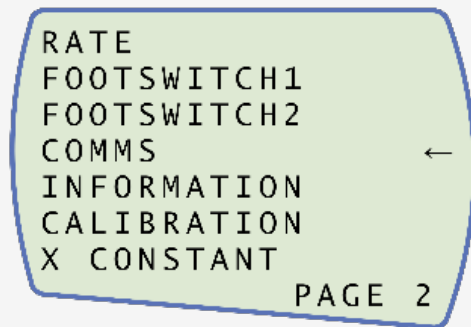 RATE
FOOTSWITCH1
FOOTSWITCH2
COMMS ←
INFORMATION
CALIBRATION
X CONSTANT
PAGE 2